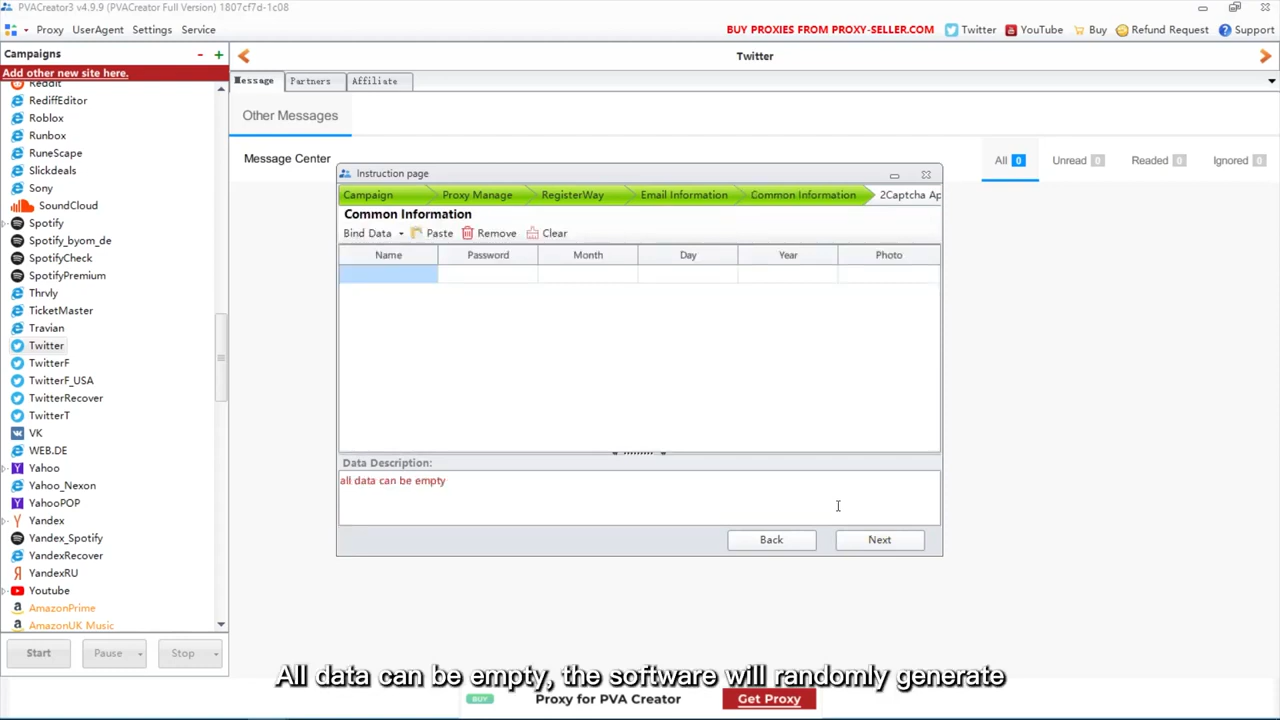 PVACreator3 v4.9.9 (PVACreator Full Version) 1807cf7d-1c08
Proxy UserAgent Settings Service
BUY PROXIES FROM PROXY-SELLER.COM Twitter YouTube Buy Refund Request Support
Campaigns - +
Twitter
Add other new site here.
Message Partners Affiliate
Reddit
RediffEditor
Roblox
Runbox
RuneScape
Slickdeals
Sony
SoundCloud
Spotify
Spotify_byom_de
SpotifyCheck
SpotifyPremium
Thrvly
TicketMaster
Travian
Twitter
TwitterF
TwitterF_USA
TwitterRecover
TwitterT
VK
WEB.DE
Yahoo
Yahoo_Nexon
YahooPOP
Yandex
Yandex_Spotify
YandexRecover
YandexRU
Youtube
AmazonPrime
AmazonUK Music
Start Pause Stop
Other Messages
Message Center
All 0 Unread 0 Readed 0 Ignored 0
Instruction page
Campaign Proxy Manage RegisterWay Email Information Common Information 2Captcha Ap
Common Information
Bind Data Paste Remove Clear
Name Password Month Day Year Photo
Data Description:
all data can be empty
Back Next
All data can be empty, the software will randomly generate
BUY Proxy for PVA Creator Get Proxy